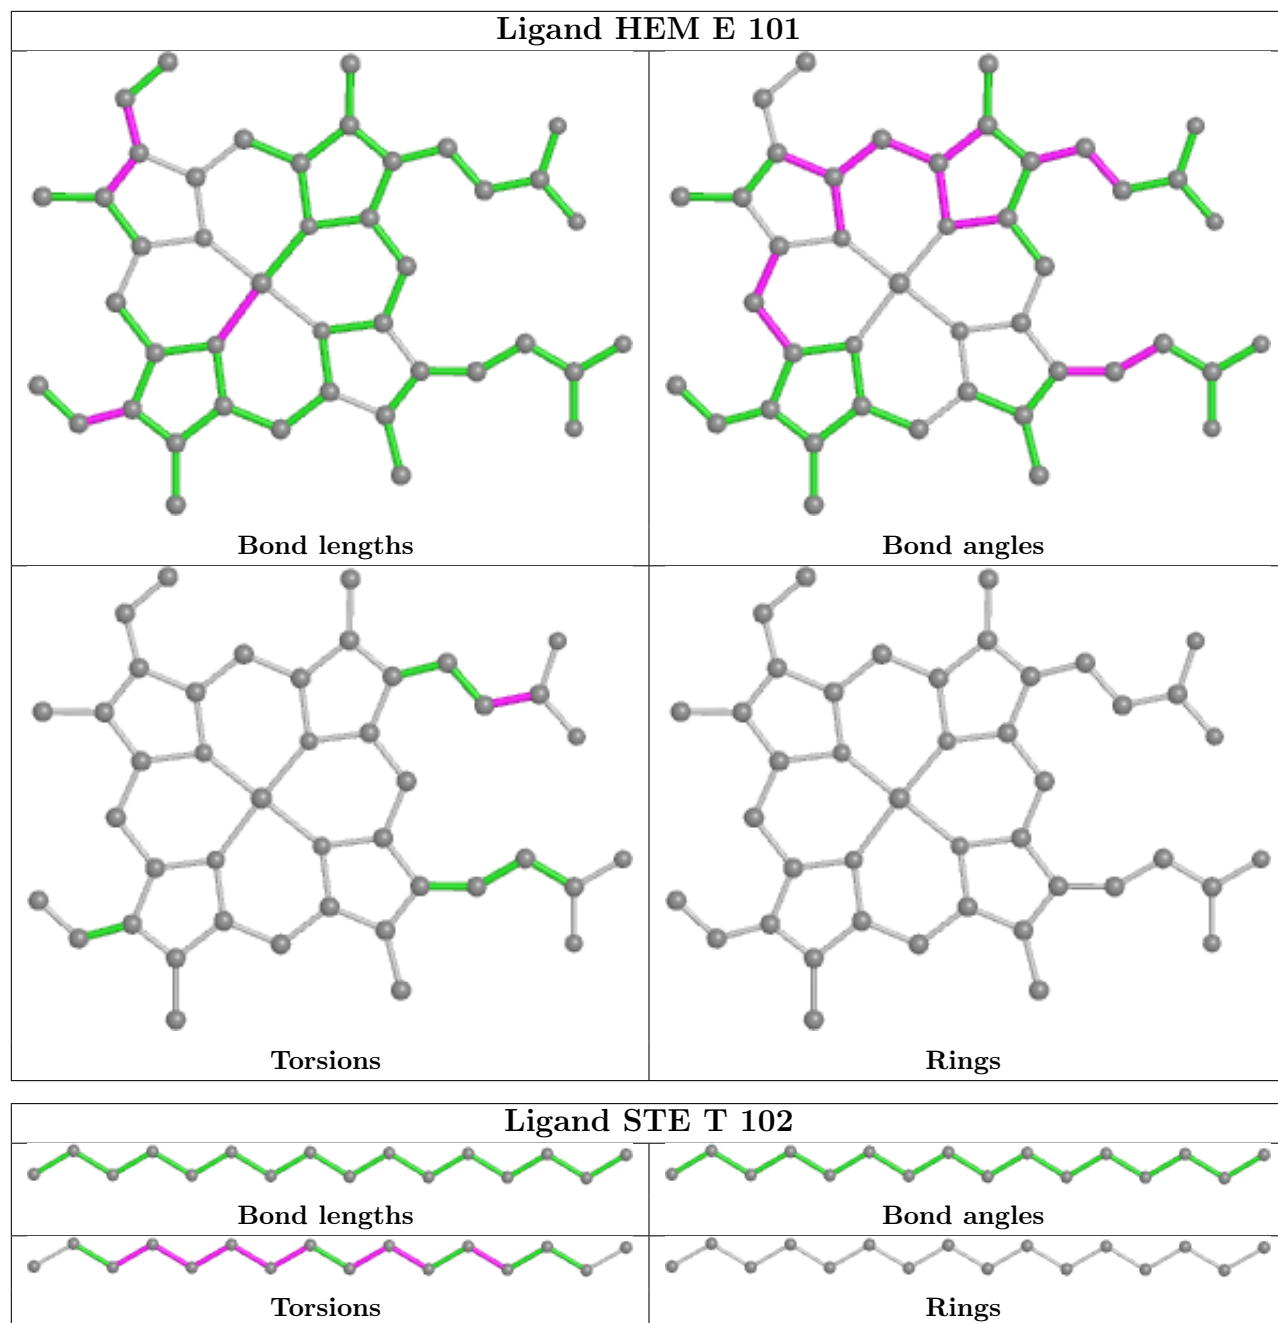 Ligand HEM E 101
Bond lengths
Bond angles
Torsions
Rings
Ligand STE T 102
Bond lengths
Bond angles
Torsions
Rings